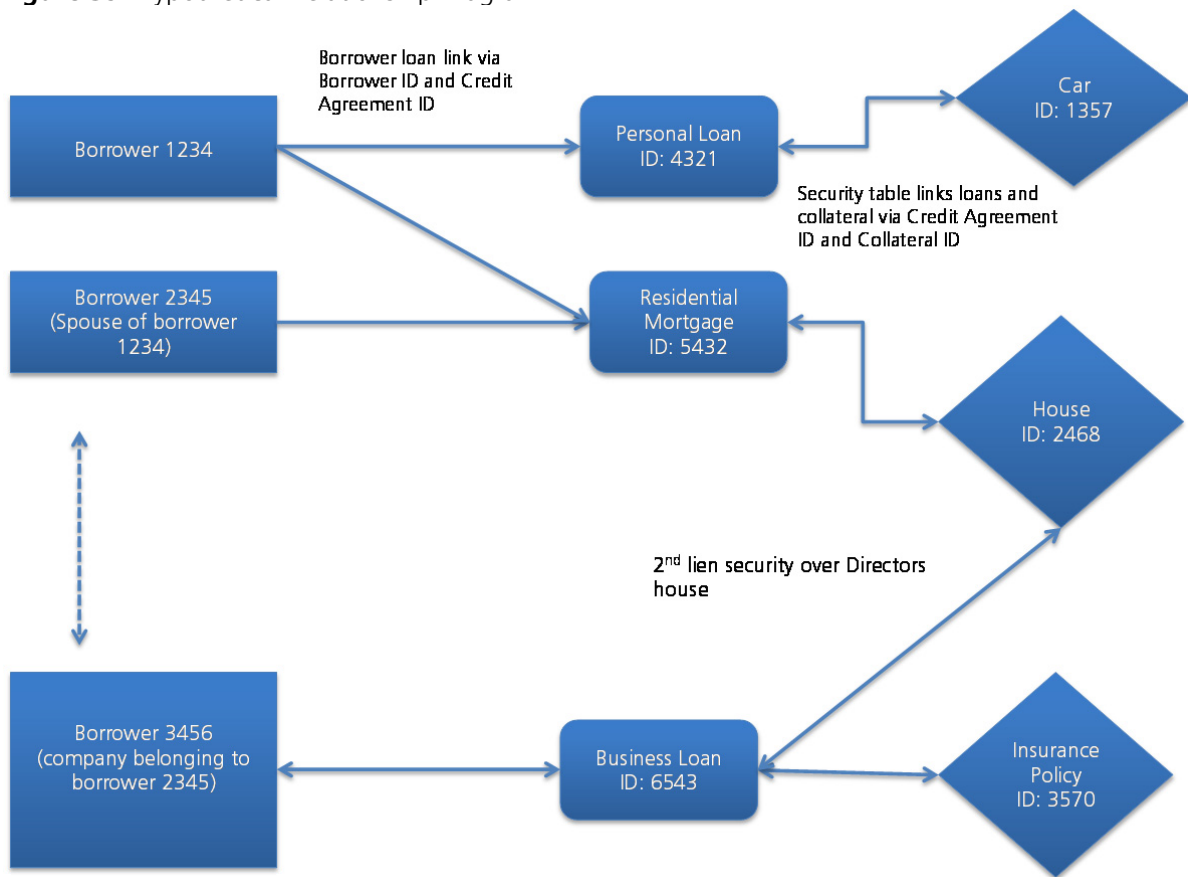 Borrower loan link via
Borrower ID and Credit
Agreement ID
Car
ID: 1357
Borrower 1234
Personal Loan
ID: 4321
Security table links loans and
collateral via Credit Agreement
ID and Collateral ID
Borrower 2345
(Spouse of borrower
1234)
Residential
Mortgage
ID: 5432
House
ID: 2468
2nd lien security over Directors
house
Borrower 3456
(company belonging to
borrower 2345)
Business Loan
ID: 6543
Insurance
Policy
ID: 3570